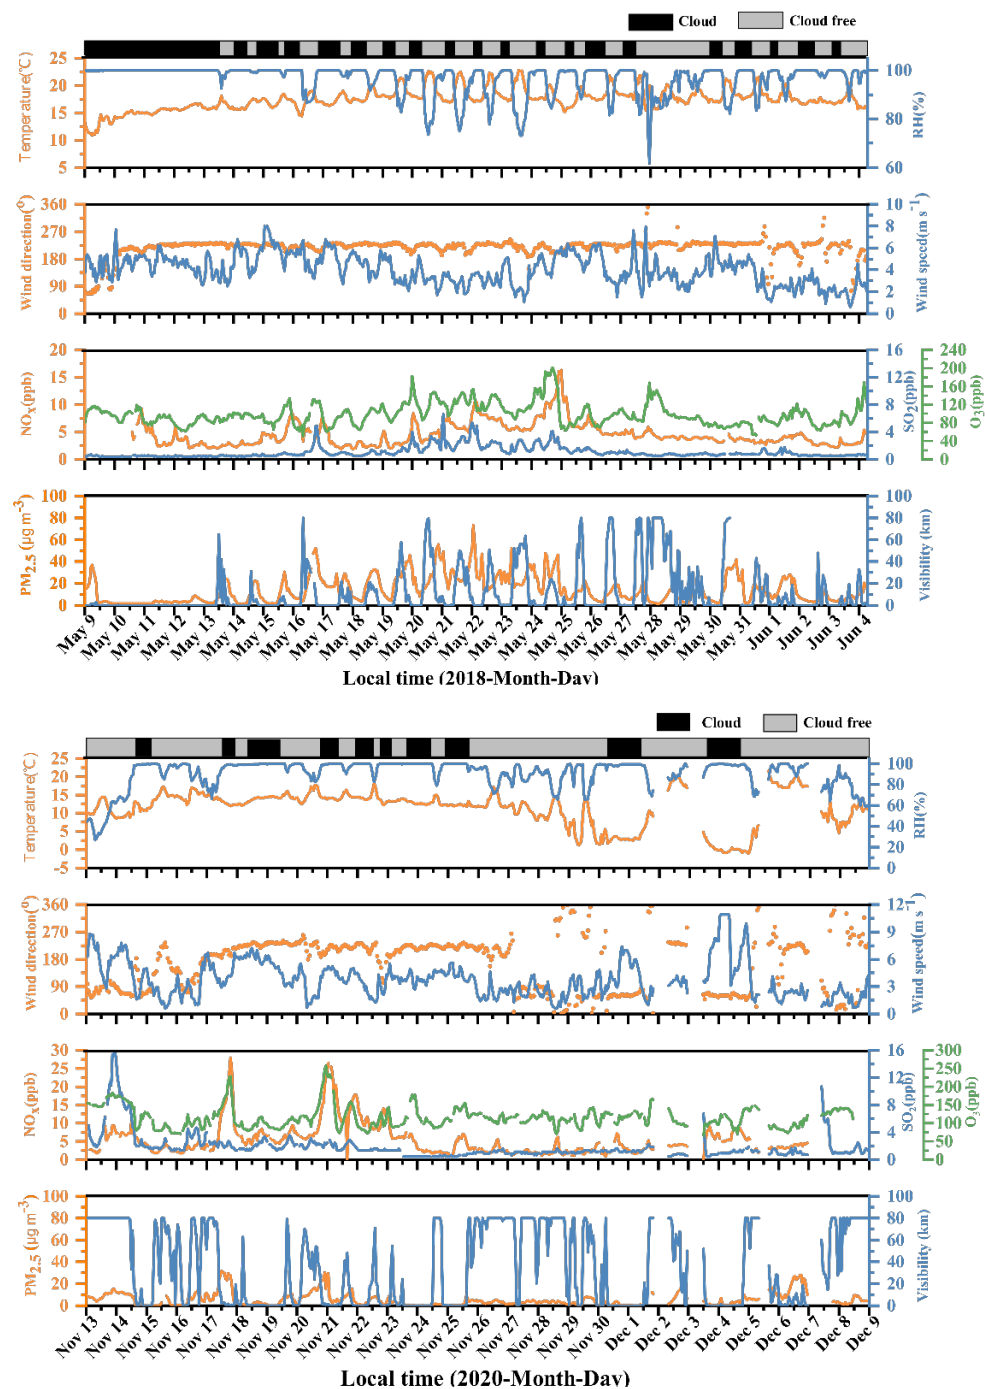 Cloud Cloud free
25 20 15 10 5 Temperature(℃) 100 80 60 RH(%)
360 270 180 90 0 Wind direction(°) 10 8 6 4 2 0 Wind speed(m s⁻¹)
20 15 10 5 0 NOx(ppb) 16 12 8 4 0 SO2(ppb) 240 200 160 120 80 40 0 O3(ppb)
100 80 60 40 20 0 PM2.5 (μg m⁻³) 100 80 60 40 20 0 Visibility (km)
May 9 May 10 May 11 May 12 May 13 May 14 May 15 May 16 May 17 May 18 May 19 May 20 May 21 May 22 May 23 May 24 May 25 May 26 May 27 May 28 May 29 May 30 May 31 Jun 1 Jun 2 Jun 3 Jun 4
Local time (2018-Month-Day)
Cloud Cloud free
25 20 15 10 5 0 -5 Temperature(℃) 100 80 60 40 20 0 RH(%)
360 270 180 90 0 Wind direction(°) 12 9 6 3 0 Wind speed(m s⁻¹)
30 25 20 15 10 5 0 NOx(ppb) 16 12 8 4 0 SO2(ppb) 300 250 200 150 100 50 0 O3(ppb)
100 80 60 40 20 0 PM2.5 (μg m⁻³) 100 80 60 40 20 0 Visibility (km)
Nov 13 Nov 14 Nov 15 Nov 16 Nov 17 Nov 18 Nov 19 Nov 20 Nov 21 Nov 22 Nov 23 Nov 24 Nov 25 Nov 26 Nov 27 Nov 28 Nov 29 Nov 30 Dec 1 Dec 2 Dec 3 Dec 4 Dec 5 Dec 6 Dec 7 Dec 8 Dec 9
Local time (2020-Month-Day)